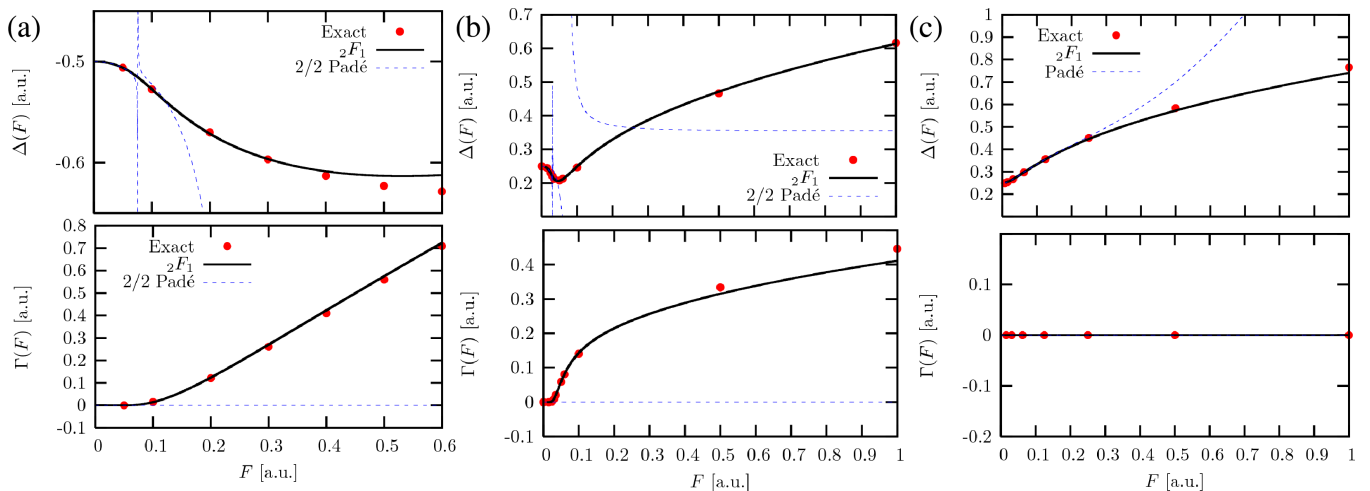 (a)
Δ(F) [a.u.]
-0.5
-0.6
Exact
₂F₁
2/2 Padé
Γ(F) [a.u.]
0.8
0.7
0.6
0.5
0.4
0.3
0.2
0.1
0
-0.1
Exact
₂F₁
2/2 Padé
0 0.1 0.2 0.3 0.4 0.5 0.6
F [a.u.]
(b)
Δ(F) [a.u.]
0.7
0.6
0.5
0.4
0.3
0.2
Exact
₂F₁
2/2 Padé
Γ(F) [a.u.]
0.4
0.3
0.2
0.1
0
-0.1
0 0.1 0.2 0.3 0.4 0.5 0.6 0.7 0.8 0.9 1
F [a.u.]
(c)
Δ(F) [a.u.]
1
0.9
0.8
0.7
0.6
0.5
0.4
0.3
0.2
Exact
₂F₁
Padé
Γ(F) [a.u.]
0.1
0
-0.1
-0.2
0 0.1 0.2 0.3 0.4 0.5 0.6 0.7 0.8 0.9 1
F [a.u.]